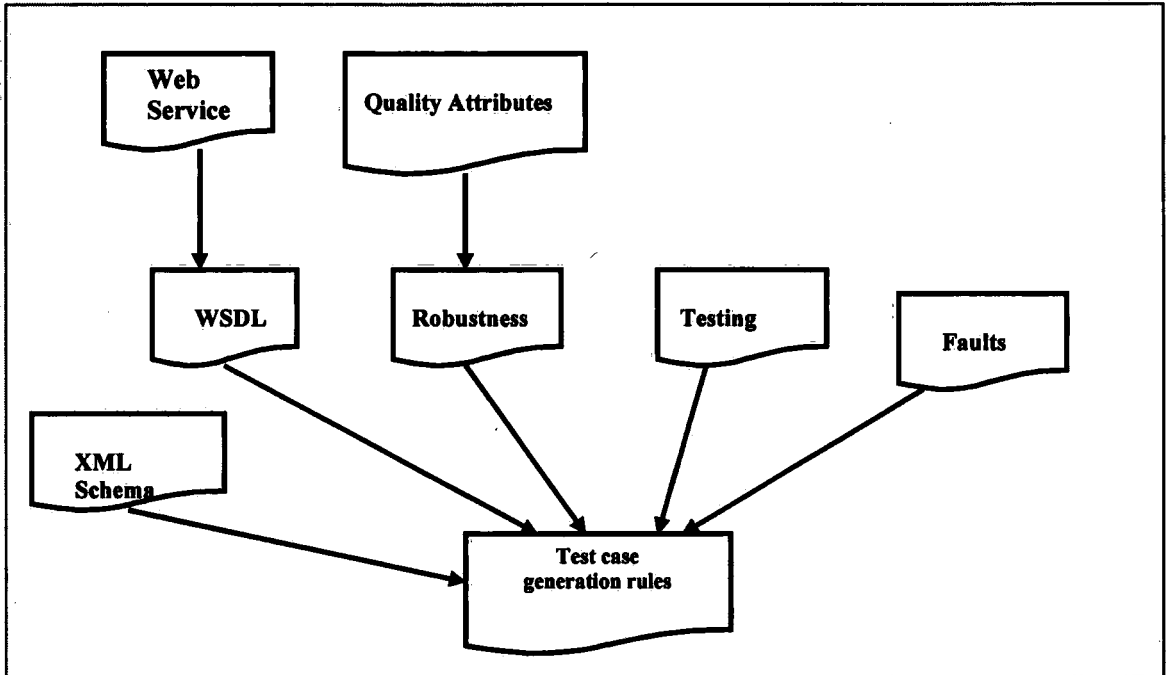 Web
Service
Quality Attributes
WSDL
Robustness
Testing
Faults
XML
Schema
Test case
generation rules